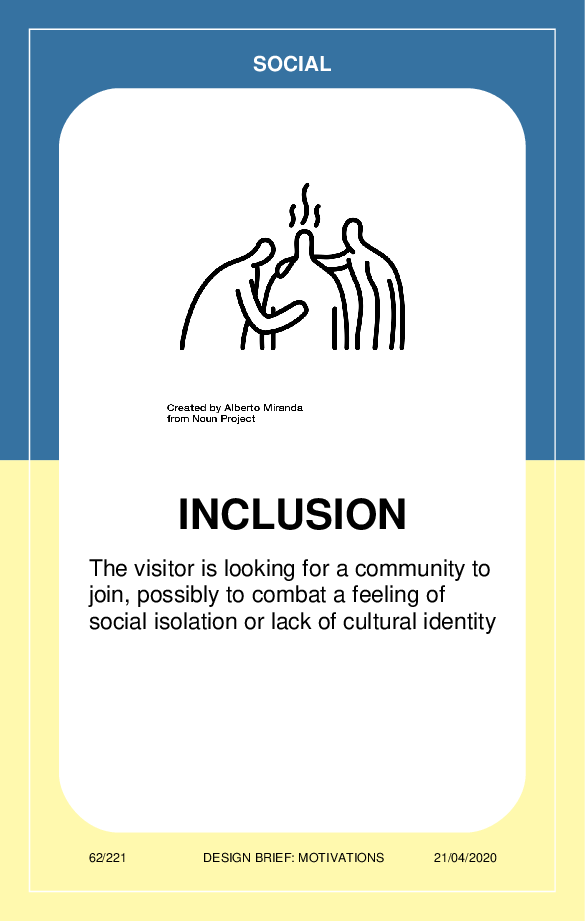 SOCIAL
Created by Alberto Miranda
from Noun Project
INCLUSION
The visitor is looking for a community to
join, possibly to combat a feeling of
social isolation or lack of cultural identity
62/221 DESIGN BRIEF: MOTIVATIONS 21/04/2020